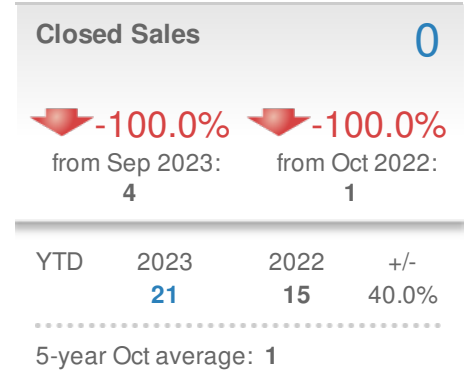 Closed Sales 0
-100.0% -100.0%
from Sep 2023: from Oct 2022:
4 1
YTD 2023 2022 +/-
21 15 40.0%
5-year Oct average: 1